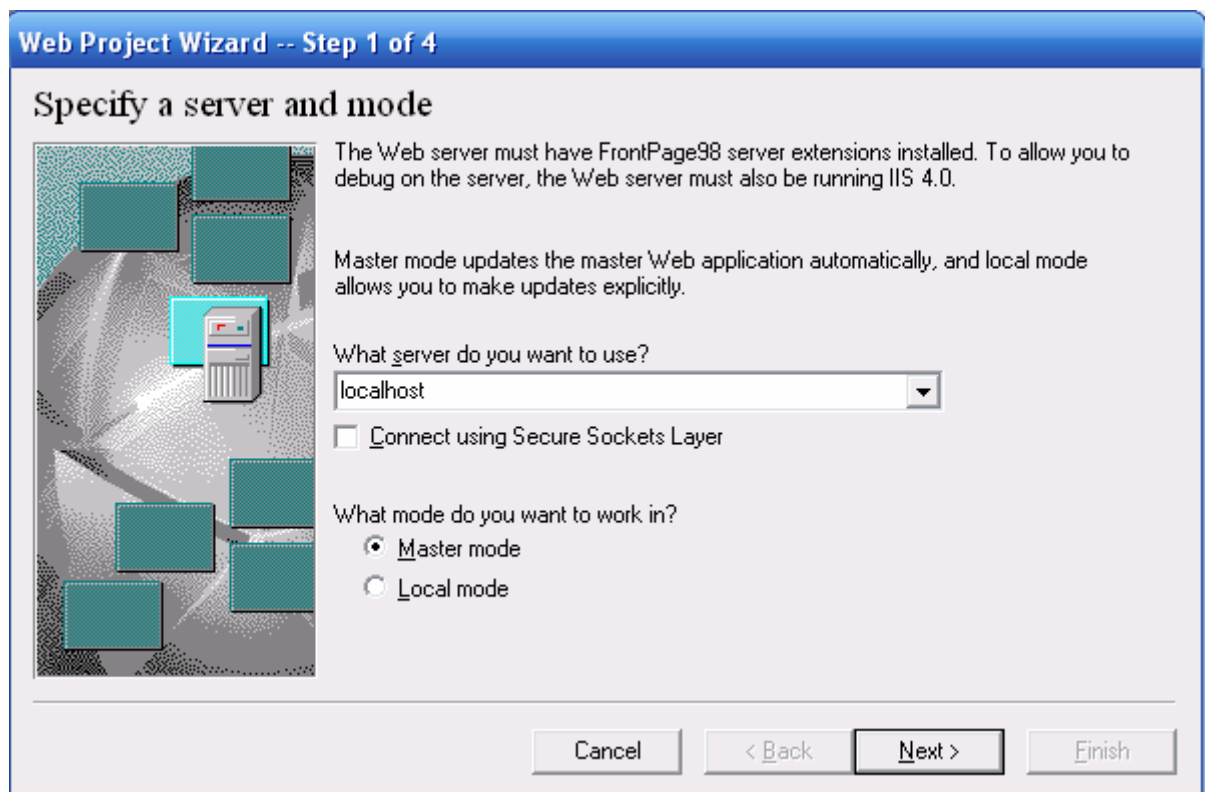 Web Project Wizard -- Step 1 of 4
Specify a server and mode
The Web server must have FrontPage98 server extensions installed. To allow you to
debug on the server, the Web server must also be running IIS 4.0.
Master mode updates the master Web application automatically, and local mode
allows you to make updates explicitly.
What server do you want to use?
localhost
Connect using Secure Sockets Layer
What mode do you want to work in?
Master mode
Local mode
Cancel < Back Next > Finish